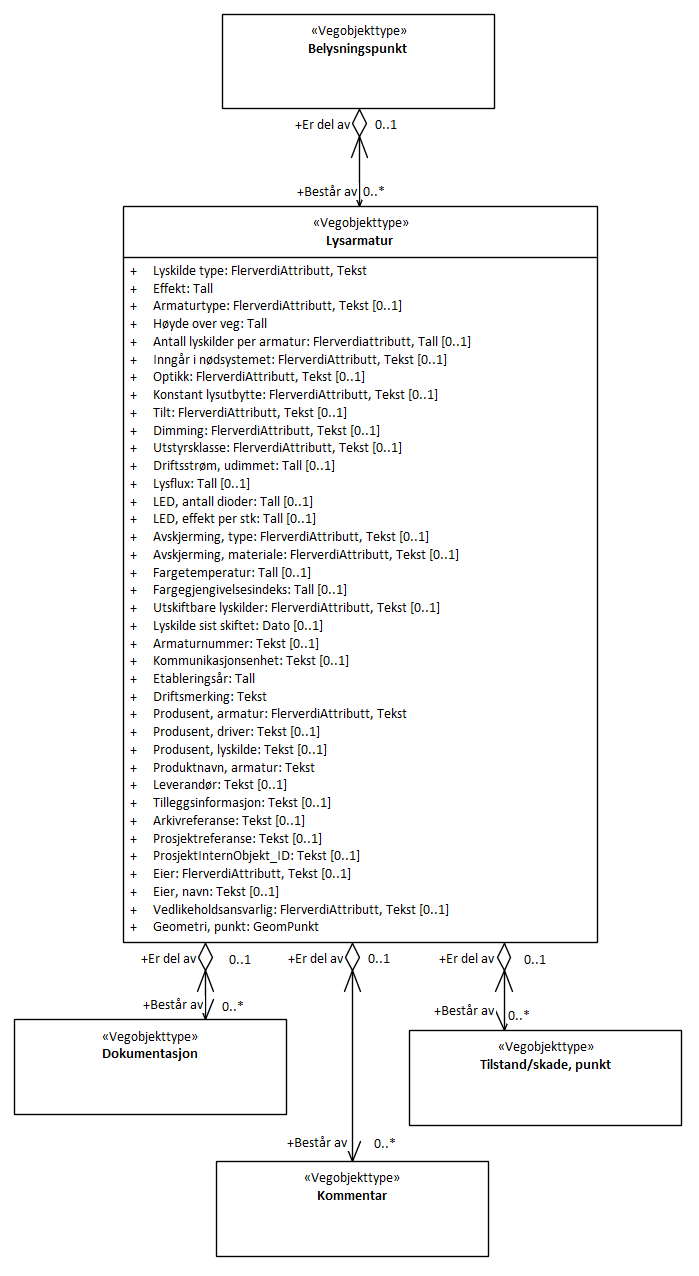 «Vegobjekttype»
Belysningspunkt
+Er del av 0..1
+Består av 0..*
«Vegobjekttype»
Lysarmatur
+ Lyskilde type: FlerverdiAttributt, Tekst
+ Effekt: Tall
+ Armaturtype: FlerverdiAttributt, Tekst [0..1]
+ Høyde over veg: Tall
+ Antall lyskilder per armatur: Flerverdiattributt, Tall [0..1]
+ Inngår i nødsystemet: FlerverdiAttributt, Tekst [0..1]
+ Optikk: FlerverdiAttributt, Tekst [0..1]
+ Konstant lysutbytte: FlerverdiAttributt, Tekst [0..1]
+ Tilt: FlerverdiAttributt, Tekst [0..1]
+ Dimming: FlerverdiAttributt, Tekst [0..1]
+ Utstyrsklasse: FlerverdiAttributt, Tekst [0..1]
+ Driftsstrøm, udimmet: Tall [0..1]
+ Lysflux: Tall [0..1]
+ LED, antall dioder: Tall [0..1]
+ LED, effekt per stk: Tall [0..1]
+ Avskjerming, type: FlerverdiAttributt, Tekst [0..1]
+ Avskjerming, materiale: FlerverdiAttributt, Tekst [0..1]
+ Fargetemperatur: Tall [0..1]
+ Fargegjengivelsesindeks: Tall [0..1]
+ Utskiftbare lyskilder: FlerverdiAttributt, Tekst [0..1]
+ Lyskilde sist skiftet: Dato [0..1]
+ Armaturnummer: Tekst [0..1]
+ Kommunikasjonsenhet: Tekst [0..1]
+ Etableringsår: Tall
+ Driftsmerking: Tekst
+ Produsent, armatur: FlerverdiAttributt, Tekst
+ Produsent, driver: Tekst [0..1]
+ Produsent, lyskilde: Tekst [0..1]
+ Produktnavn, armatur: Tekst
+ Leverandør: Tekst [0..1]
+ Tilleggsinformasjon: Tekst [0..1]
+ Arkivreferanse: Tekst [0..1]
+ Prosjektreferanse: Tekst [0..1]
+ ProsjektInternObjekt_ID: Tekst [0..1]
+ Eier: FlerverdiAttributt, Tekst [0..1]
+ Eier, navn: Tekst [0..1]
+ Vedlikeholdsansvarlig: FlerverdiAttributt, Tekst [0..1]
+ Geometri, punkt: GeomPunkt
+Er del av 0..1 +Er del av 0..1 +Er del av 0..1
+Består av 0..* +Består av 0..*
«Vegobjekttype»
Dokumentasjon
«Vegobjekttype»
Tilstand/skade, punkt
+Består av 0..*
«Vegobjekttype»
Kommentar